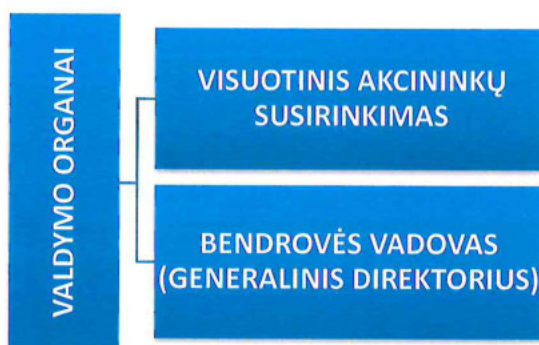 VALDYMO ORGANAI
VISUOTINIS AKCININKŲ
SUSIRINKIMAS
BENDROVĖS VADOVAS
(GENERALINIS DIREKTORIUS)